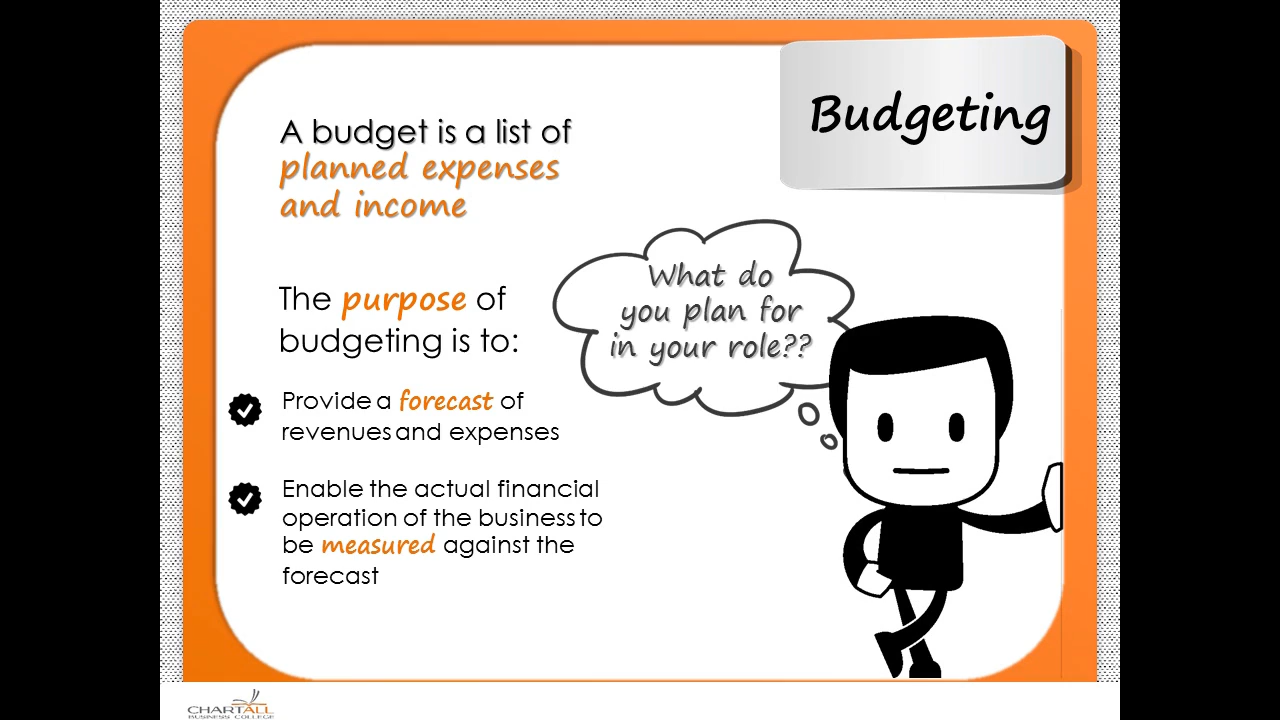 Budgeting
A budget is a list of
planned expenses
and income
What do
you plan for
in your role??
The purpose of
budgeting is to:
Provide a forecast of
revenues and expenses
Enable the actual financial
operation of the business to
be measured against the
forecast
CHARTALL
BUSINESS COLLEGE